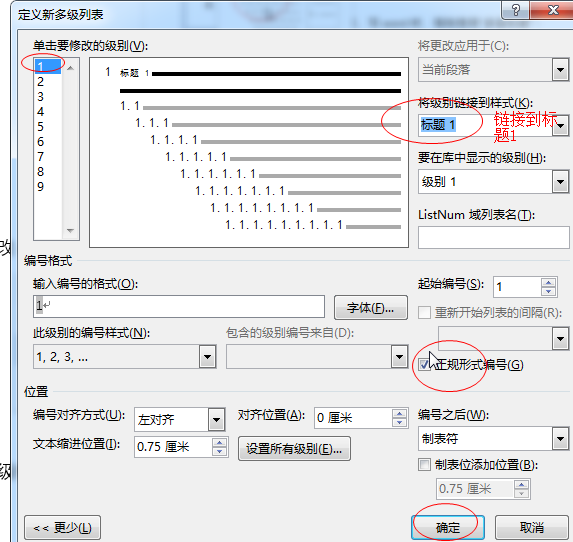 定义新多级列表
单击要修改的级别(V):
将更改应用于(C):
1
2
3
4
5
6
7
8
9
1 标题 1
1.1
1.1.1
1.1.1.1
1.1.1.1.1
1.1.1.1.1.1
1.1.1.1.1.1.1
1.1.1.1.1.1.1.1
1.1.1.1.1.1.1.1.1
当前段落
将级别链接到样式(K):
标题 1
链接到标
题1
要在库中显示的级别(H):
级别 1
ListNum 域列表名(T):
改
编号格式
输入编号的格式(O):
起始编号(S):
1
1
字体(F)...
重新开始列表的间隔(R):
此级别的编号样式(N):
包含的级别编号来自(D):
1, 2, 3, ...
正规形式编号(G)
位置
编号对齐方式(U):
左对齐
对齐位置(A):
0 厘米
编号之后(W):
制表符
文本缩进位置(I):
0.75 厘米
设置所有级别(E)...
制表位添加位置(B):
0.75 厘米
级
<< 更少(L)
确定
取消